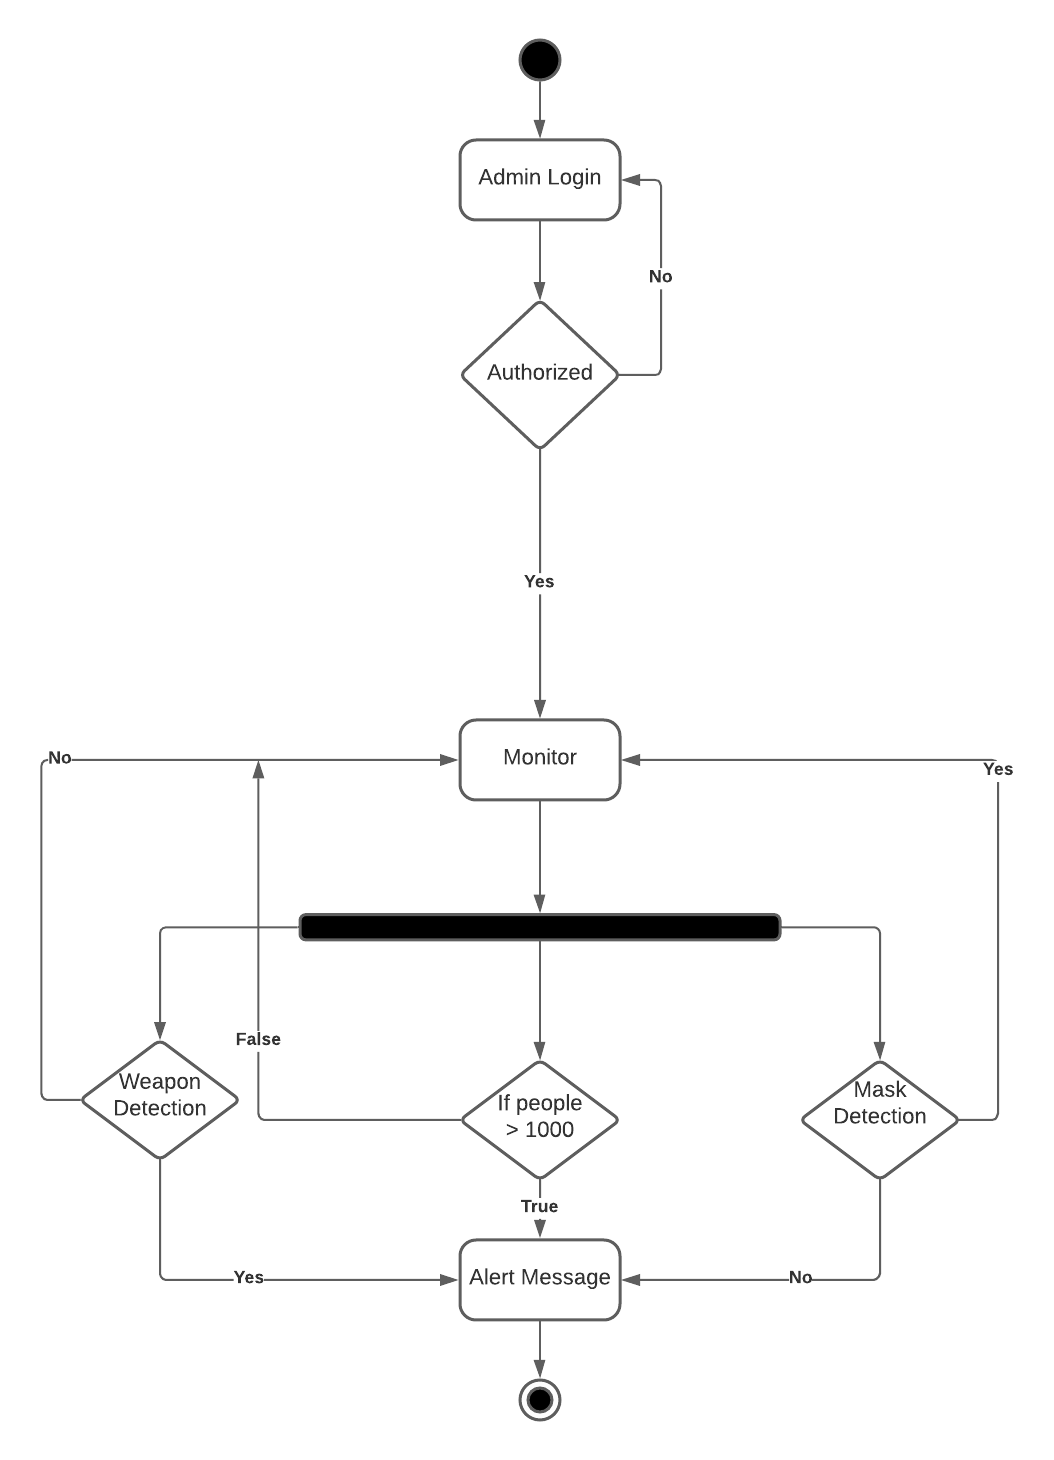 Admin Login
No
Authorized
Yes
No
Monitor
Yes
False
Weapon
Detection
If people
> 1000
Mask
Detection
True
Yes
Alert Message
No